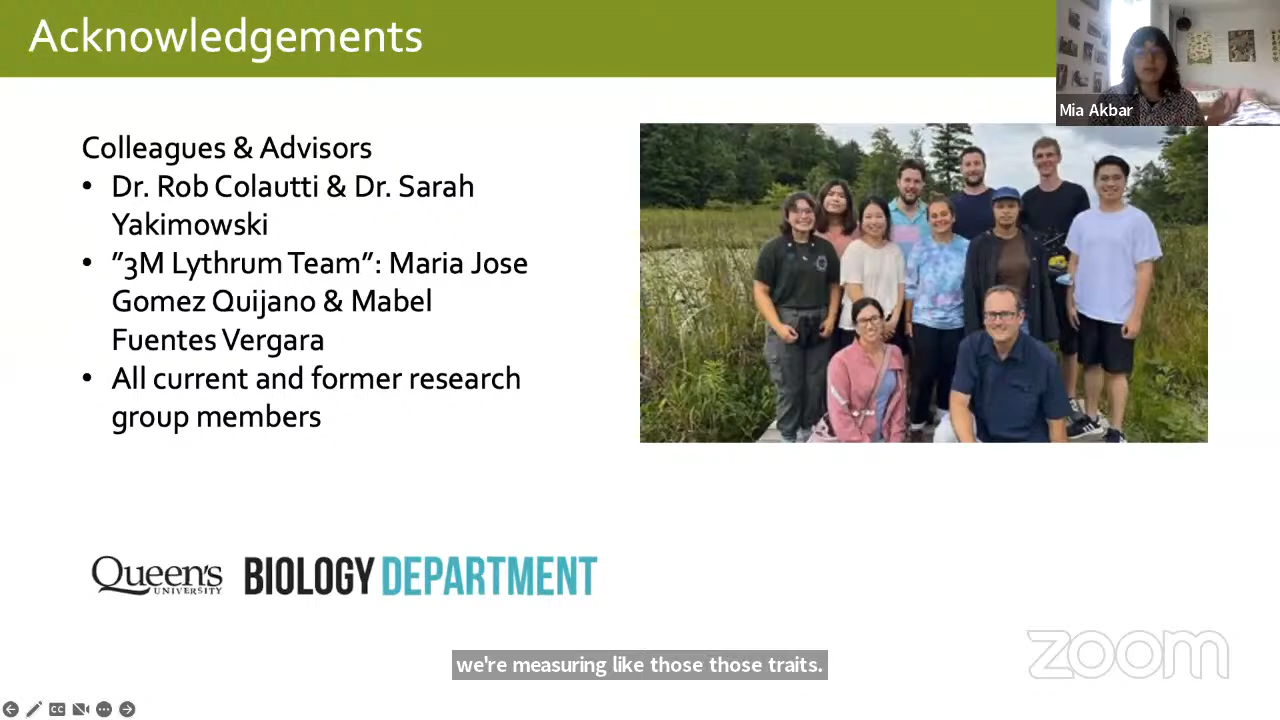 Acknowledgements
Mia Akbar
Colleagues & Advisors
• Dr. Rob Colautti & Dr. Sarah
Yakimowski
• ”3M Lythrum Team”: Maria Jose
Gomez Quijano & Mabel
Fuentes Vergara
• All current and former research
group members
Queen's
UNIVERSITY
BIOLOGY DEPARTMENT
we're measuring like those those traits.
zoom
CC